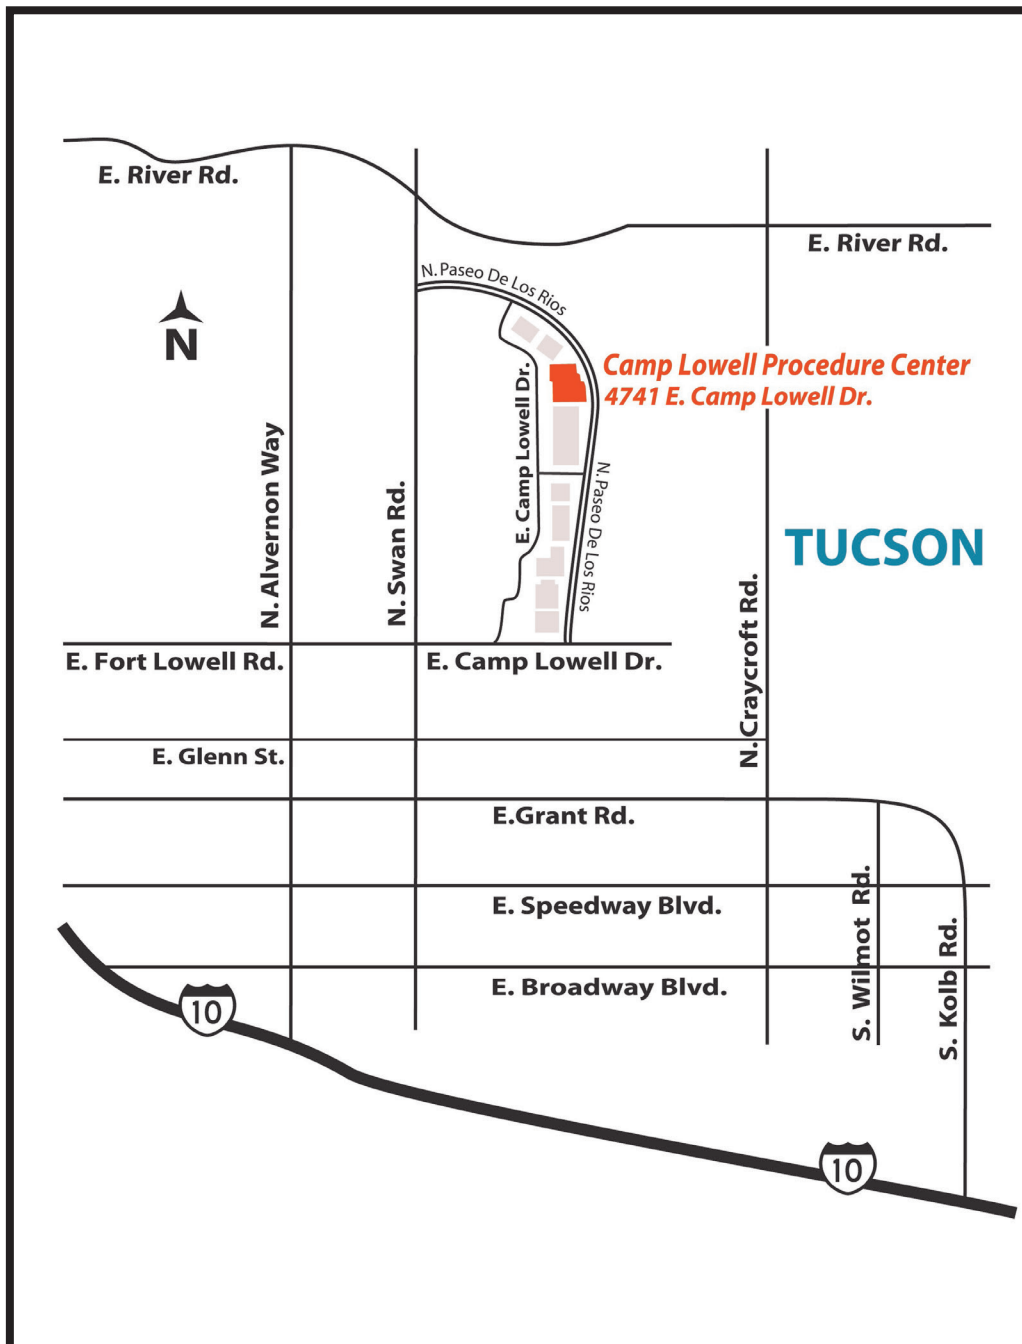 E. River Rd.
E. River Rd.
N. Paseo De Los Rios
N
Camp Lowell Procedure Center
4741 E. Camp Lowell Dr.
E. Camp Lowell Dr.
N. Alvernon Way
N. Swan Rd.
N. Paseo De Los Rios
TUCSON
N. Craycroft Rd.
E. Fort Lowell Rd.
E. Camp Lowell Dr.
E. Glenn St.
E.Grant Rd.
E. Speedway Blvd.
S. Wilmot Rd.
S. Kolb Rd.
E. Broadway Blvd.
10
10